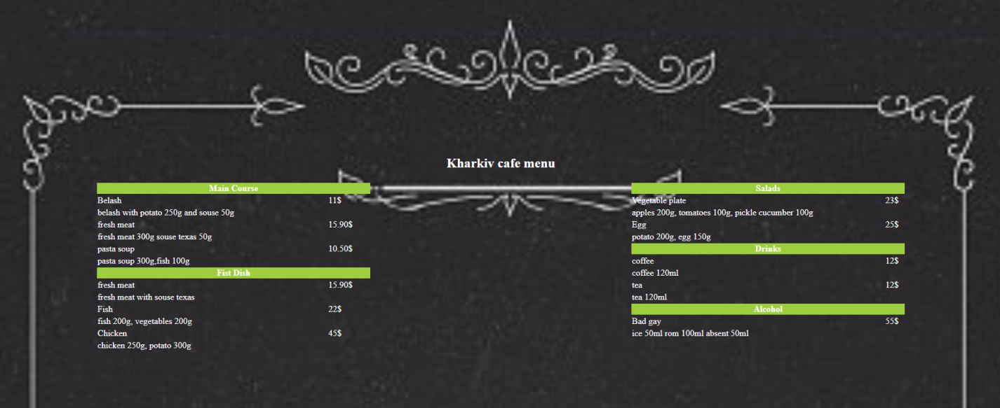 Kharkiv cafe menu
Main Course
Belash 11$
belash with potato 250g and souse 50g
fresh meat 15.90$
fresh meat 300g souse texas 50g
pasta soup 10.50$
pasta soup 300g,fish 100g
Fist Dish
fresh meat 15.90$
fresh meat with souse texas
Fish 22$
fish 200g, vegetables 200g
Chicken 45$
chicken 250g, potato 300g
Salads
Vegetable plate 23$
apples 200g, tomatoes 100g, pickle cucumber 100g
Egg 25$
potato 200g, egg 150g
Drinks
coffee 12$
coffee 120ml
tea 12$
tea 120ml
Alcohol
Bad gay 55$
ice 50ml rom 100ml absent 50ml